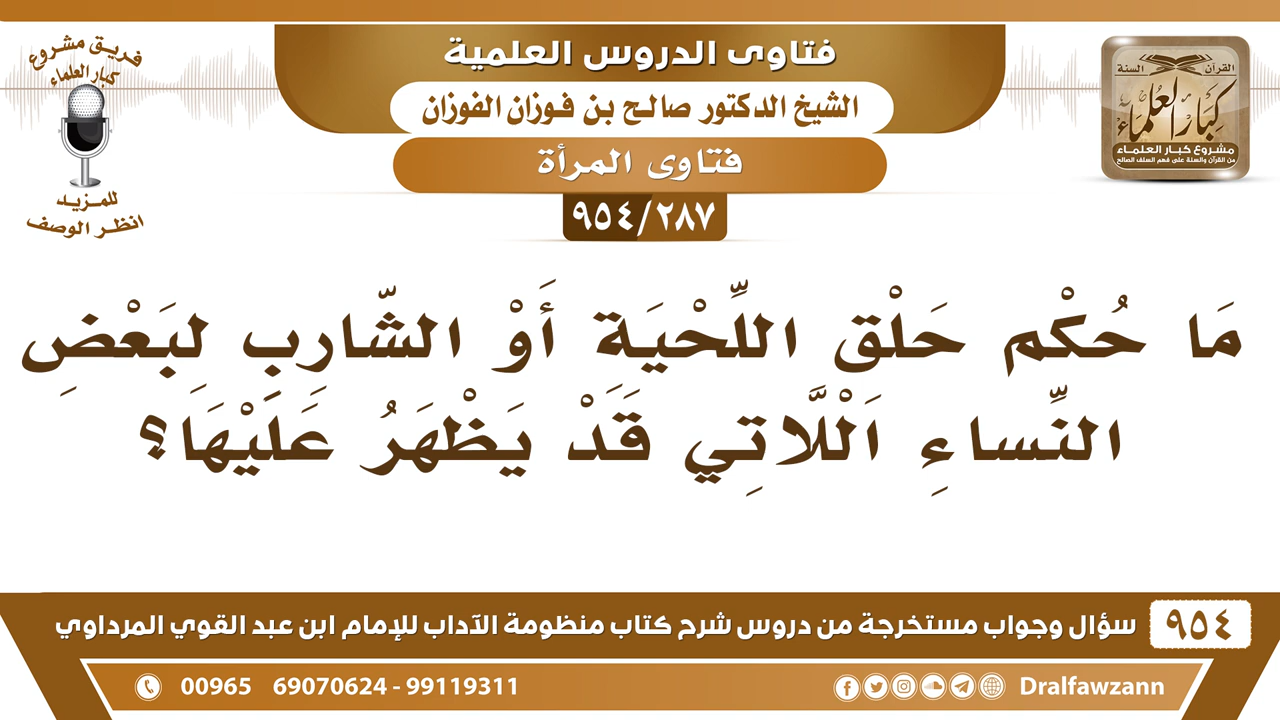 فريق مشروع
كبار العلماء
للمزيد
انظر الوصف
فتاوى الدروس العلمية
الشيخ الدكتور صالح بن فوزان الفوزان
فتاوى المرأة
٩٥٤/٢٨٧
القرآن السنة
كبار العلماء
مشروع كبار العلماء
من القرآن والسنة على فهم السلف الصالح
مَا حُكْم حَلْق اللِّحْيَة أَوْ الشّارِب لبَعْضِ
النِّساءِ اَلْلَّاتِي قَدْ يَظْهَرُ عَلَيْهَا؟
٩٥٤ سؤال وجواب مستخرجة من دروس شرح كتاب منظومة الآداب للإمام ابن عبد القوي المرداوي
00965 69070624 - 99119311
Dralfawzann